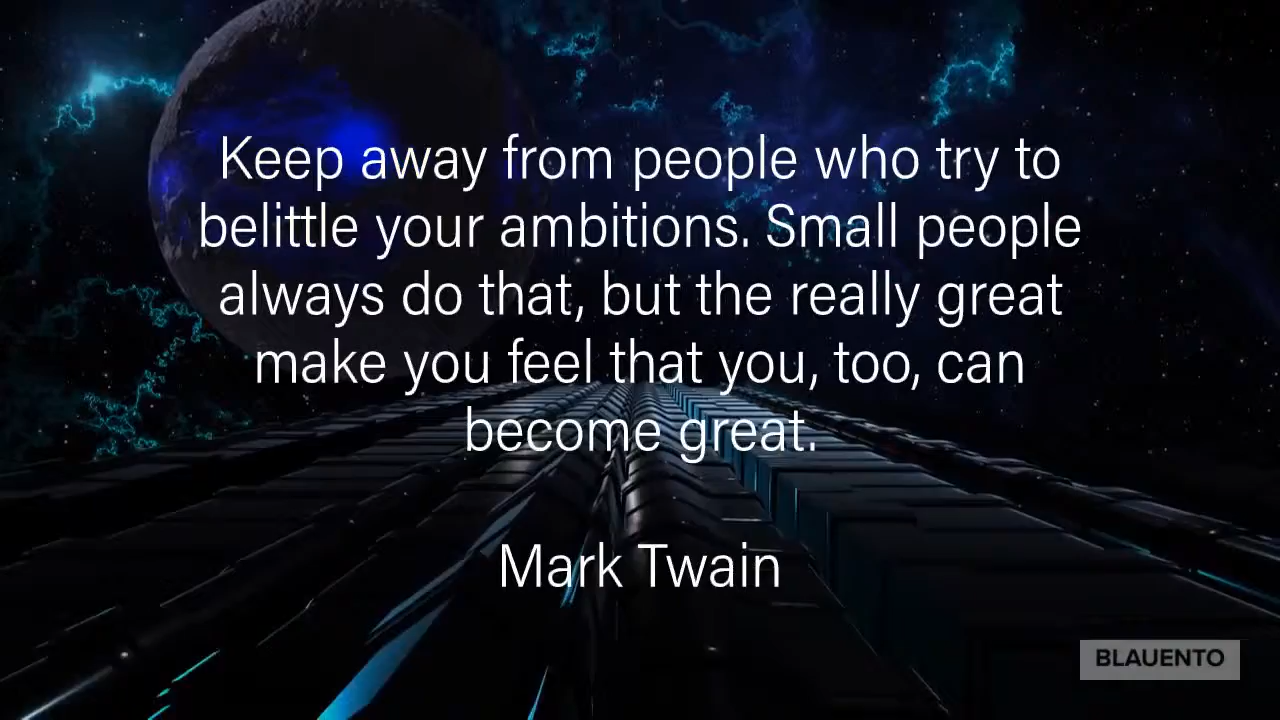 Keep away from people who try to
belittle your ambitions. Small people
always do that, but the really great
make you feel that you, too, can
become great.
Mark Twain
BLAUENTO